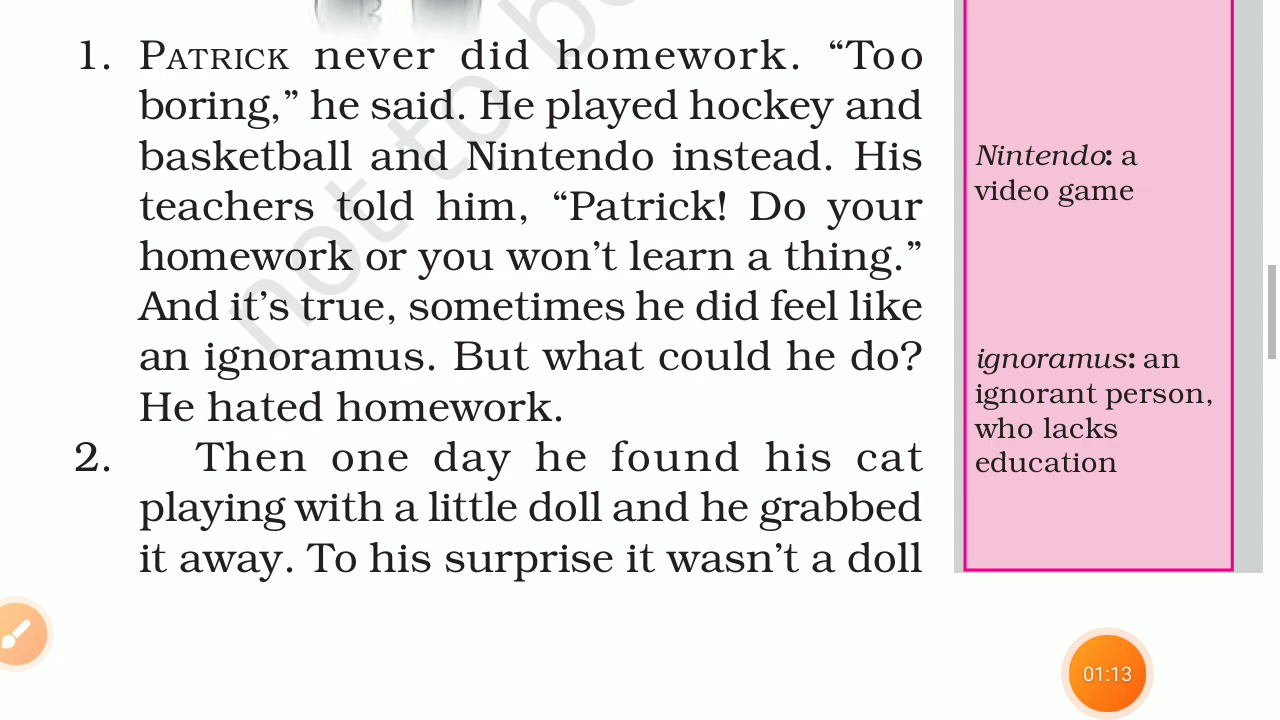 1. PATRICK never did homework. “Too
boring,” he said. He played hockey and
basketball and Nintendo instead. His
teachers told him, “Patrick! Do your
homework or you won’t learn a thing.”
And it’s true, sometimes he did feel like
an ignoramus. But what could he do?
He hated homework.
2. Then one day he found his cat
playing with a little doll and he grabbed
it away. To his surprise it wasn’t a doll
Nintendo: a
video game
ignoramus: an
ignorant person,
who lacks
education
not to b
01:13